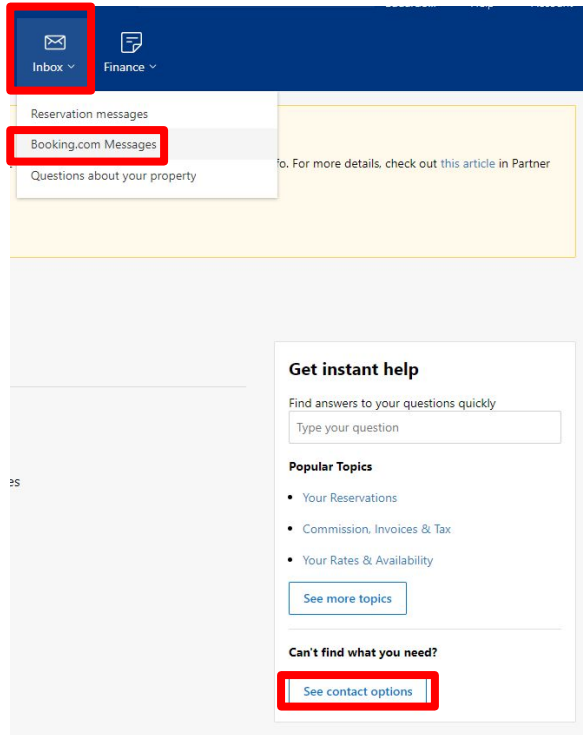 Inbox
Finance
Reservation messages
Booking.com Messages
Questions about your property
fo. For more details, check out this article in Partner
Get instant help
Find answers to your questions quickly
Type your question
Popular Topics
• Your Reservations
• Commission, Invoices & Tax
• Your Rates & Availability
See more topics
Can't find what you need?
See contact options
es